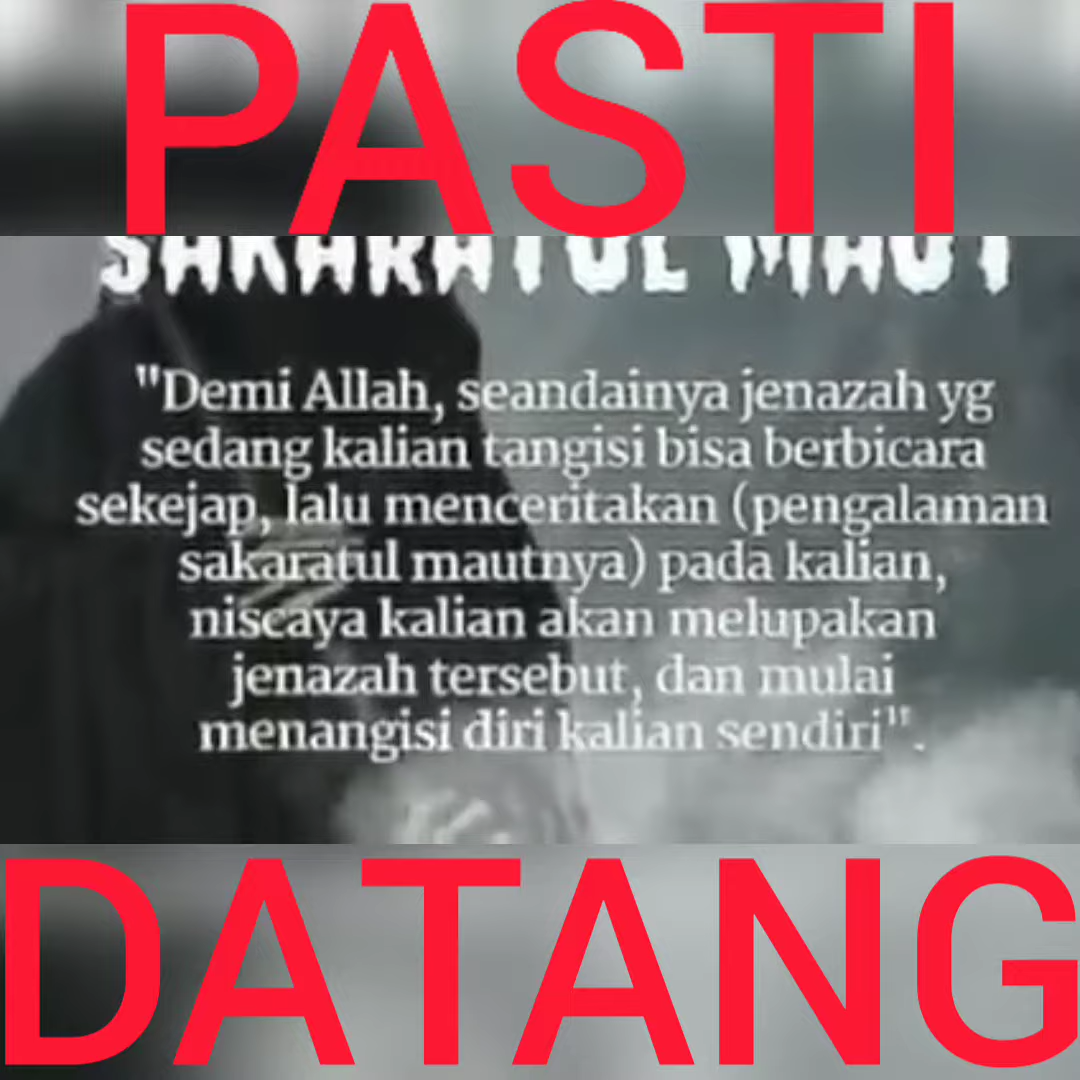 PASTI
SAKARATUL MAUT
"Demi Allah, seandainya jenazah yg
sedang kalian tangisi bisa berbicara
sekejap, lalu menceritakan (pengalaman
sakaratul mautnya) pada kalian,
niscaya kalian akan melupakan
jenazah tersebut, dan mulai
menangisi diri kalian sendiri".
DATANG